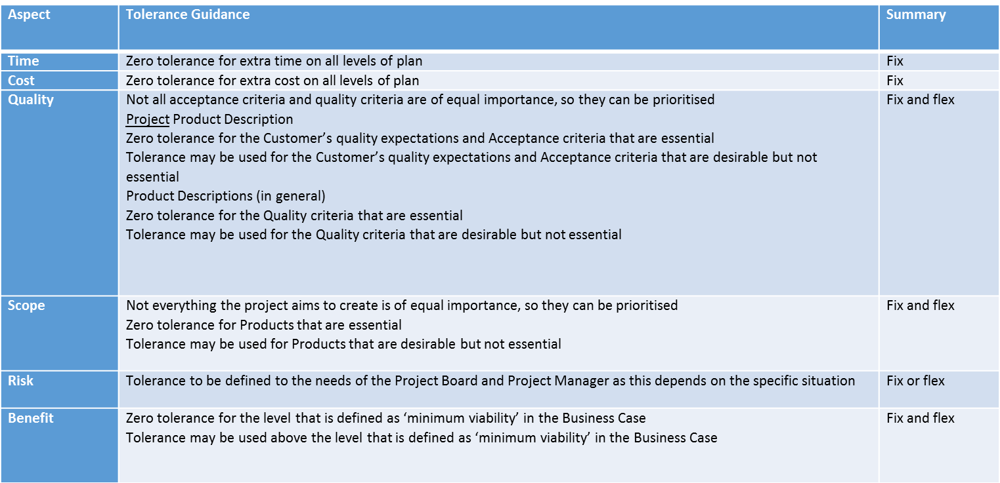 Aspect Tolerance Guidance Summary
Time Zero tolerance for extra time on all levels of plan Fix
Cost Zero tolerance for extra cost on all levels of plan Fix
Quality Not all acceptance criteria and quality criteria are of equal importance, so they can be prioritised Fix and flex
Project Product Description
Zero tolerance for the Customer’s quality expectations and Acceptance criteria that are essential
Tolerance may be used for the Customer’s quality expectations and Acceptance criteria that are desirable but not
essential
Product Descriptions (in general)
Zero tolerance for the Quality criteria that are essential
Tolerance may be used for the Quality criteria that are desirable but not essential
Scope Not everything the project aims to create is of equal importance, so they can be prioritised Fix and flex
Zero tolerance for Products that are essential
Tolerance may be used for Products that are desirable but not essential
Risk Tolerance to be defined to the needs of the Project Board and Project Manager as this depends on the specific situation Fix or flex
Benefit Zero tolerance for the level that is defined as ‘minimum viability’ in the Business Case Fix and flex
Tolerance may be used above the level that is defined as ‘minimum viability’ in the Business Case